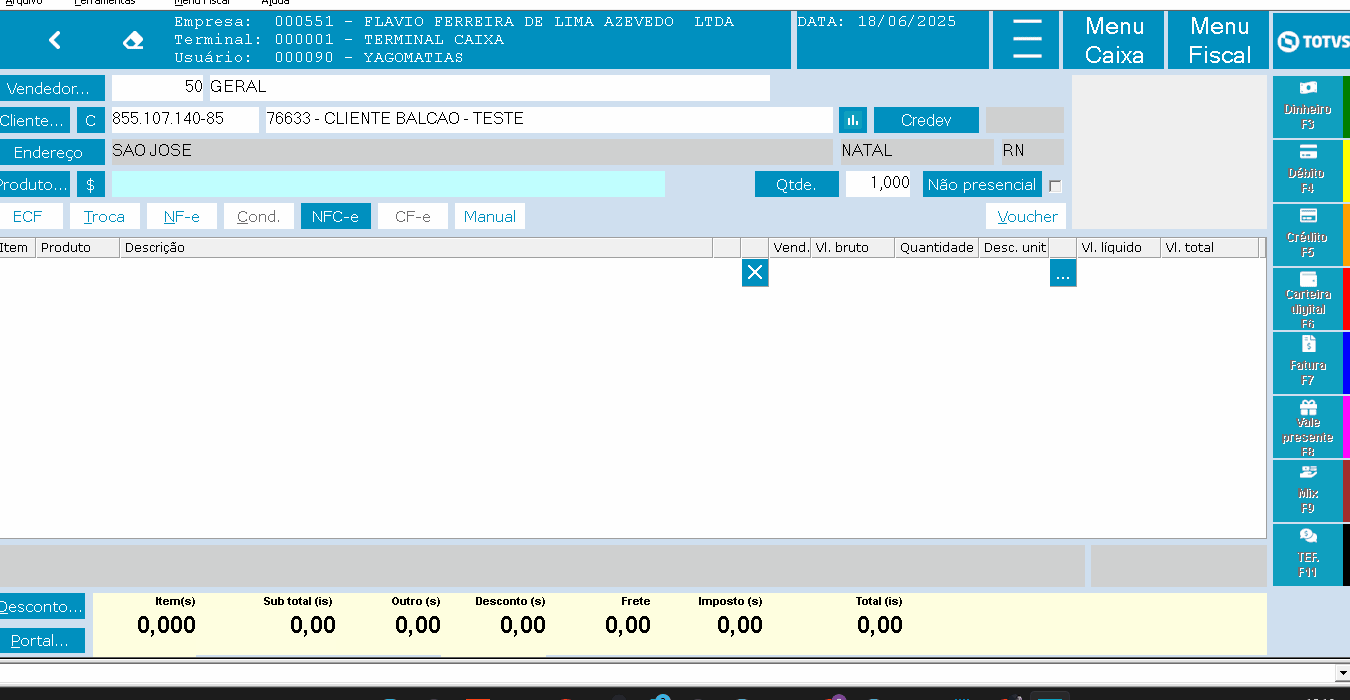 Arquivo Ferramentas Menu Fiscal Ajuda
Empresa: 000551 - FLAVIO FERREIRA DE LIMA AZEVEDO LTDA
Terminal: 000001 - TERMINAL CAIXA
Usuário: 000090 - YAGOMATIAS
DATA: 18/06/2025
Menu Caixa
Menu Fiscal
TOTVS
Vendedor... 50 GERAL
Cliente... C 855.107.140-85 76633 - CLIENTE BALCAO - TESTE Credev
Endereço SAO JOSE NATAL RN
Produto... $ Qtde. 1,000 Não presencial
ECF Troca NF-e Cond. NFC-e CF-e Manual Voucher
Item Produto Descrição Vend. Vl. bruto Quantidade Desc. unit Vl. líquido Vl. total
...
Dinheiro
F3
Débito
F4
Crédito
F5
Carteira
digital
F6
Fatura
F7
Vale
presente
F8
Mix
F9
TEF.
F11
Desconto...
Portal...
Item(s) Sub total (is) Outro (s) Desconto (s) Frete Imposto (s) Total (is)
0,000 0,00 0,00 0,00 0,00 0,00 0,00